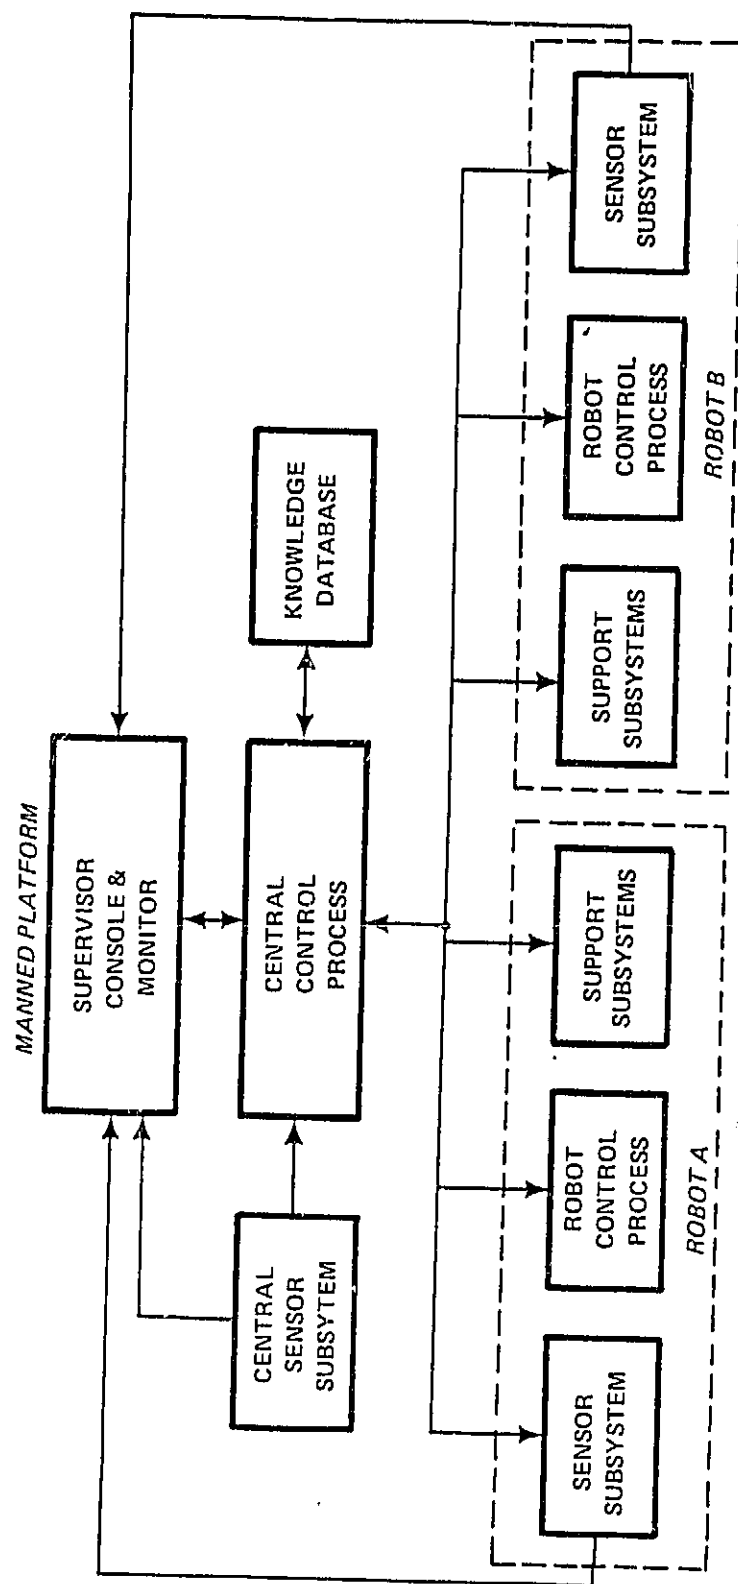 MANNED PLATFORM
SUPERVISOR
CONSOLE &
MONITOR
CENTRAL
SENSOR
SUBSYTEM
CENTRAL
CONTROL
PROCESS
KNOWLEDGE
DATABASE
SENSOR
SUBSYSTEM
ROBOT
CONTROL
PROCESS
SUPPORT
SUBSYSTEMS
ROBOT A
SUPPORT
SUBSYSTEMS
ROBOT
CONTROL
PROCESS
SENSOR
SUBSYSTEM
ROBOT B